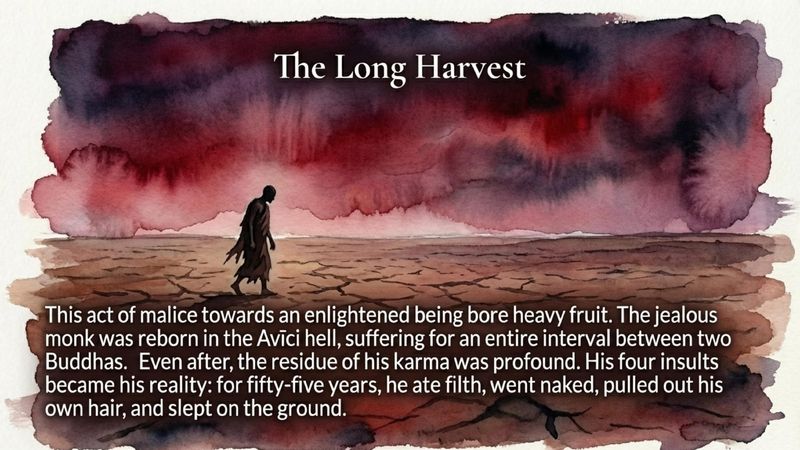 The Long Harvest
This act of malice towards an enlightened being bore heavy fruit. The jealous
monk was reborn in the Avīci hell, suffering for an entire interval between two
Buddhas.  Even after, the residue of his karma was profound. His four insults
became his reality: for fifty-five years, he ate filth, went naked, pulled out his
own hair, and slept on the ground.